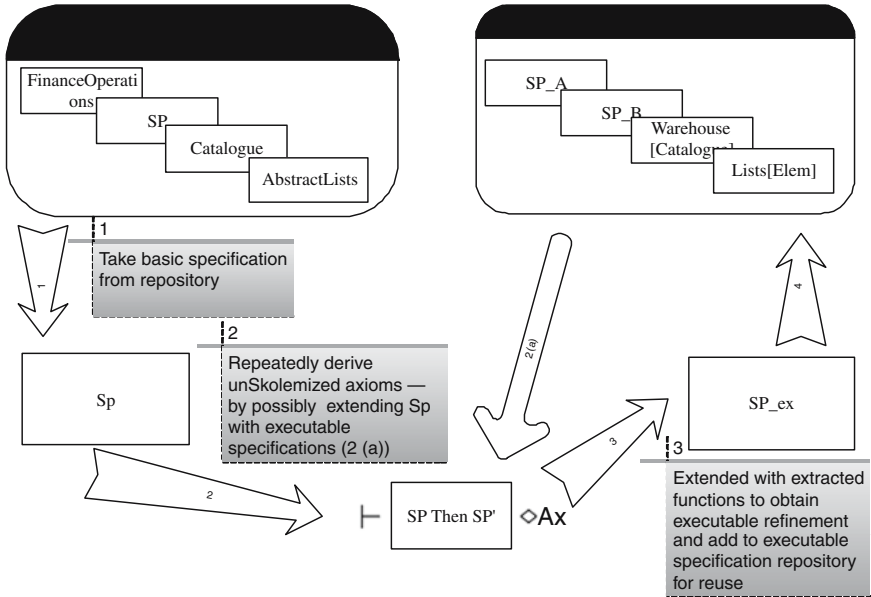 FinanceOperati
ons
SP
Catalogue
AbstractLists
SP_A
SP_B
Warehouse
[Catalogue]
Lists[Elem]
1
1
Take basic specification
from repository
2
Repeatedly derive
unSkolemized axioms —
by possibly extending Sp
with executable
specifications (2 (a))
Sp
2 (a)
4
SP_ex
2
3
⊢
SP Then SP'
◇Ax
3
Extended with extracted
functions to obtain
executable refinement
and add to executable
specification repository
for reuse